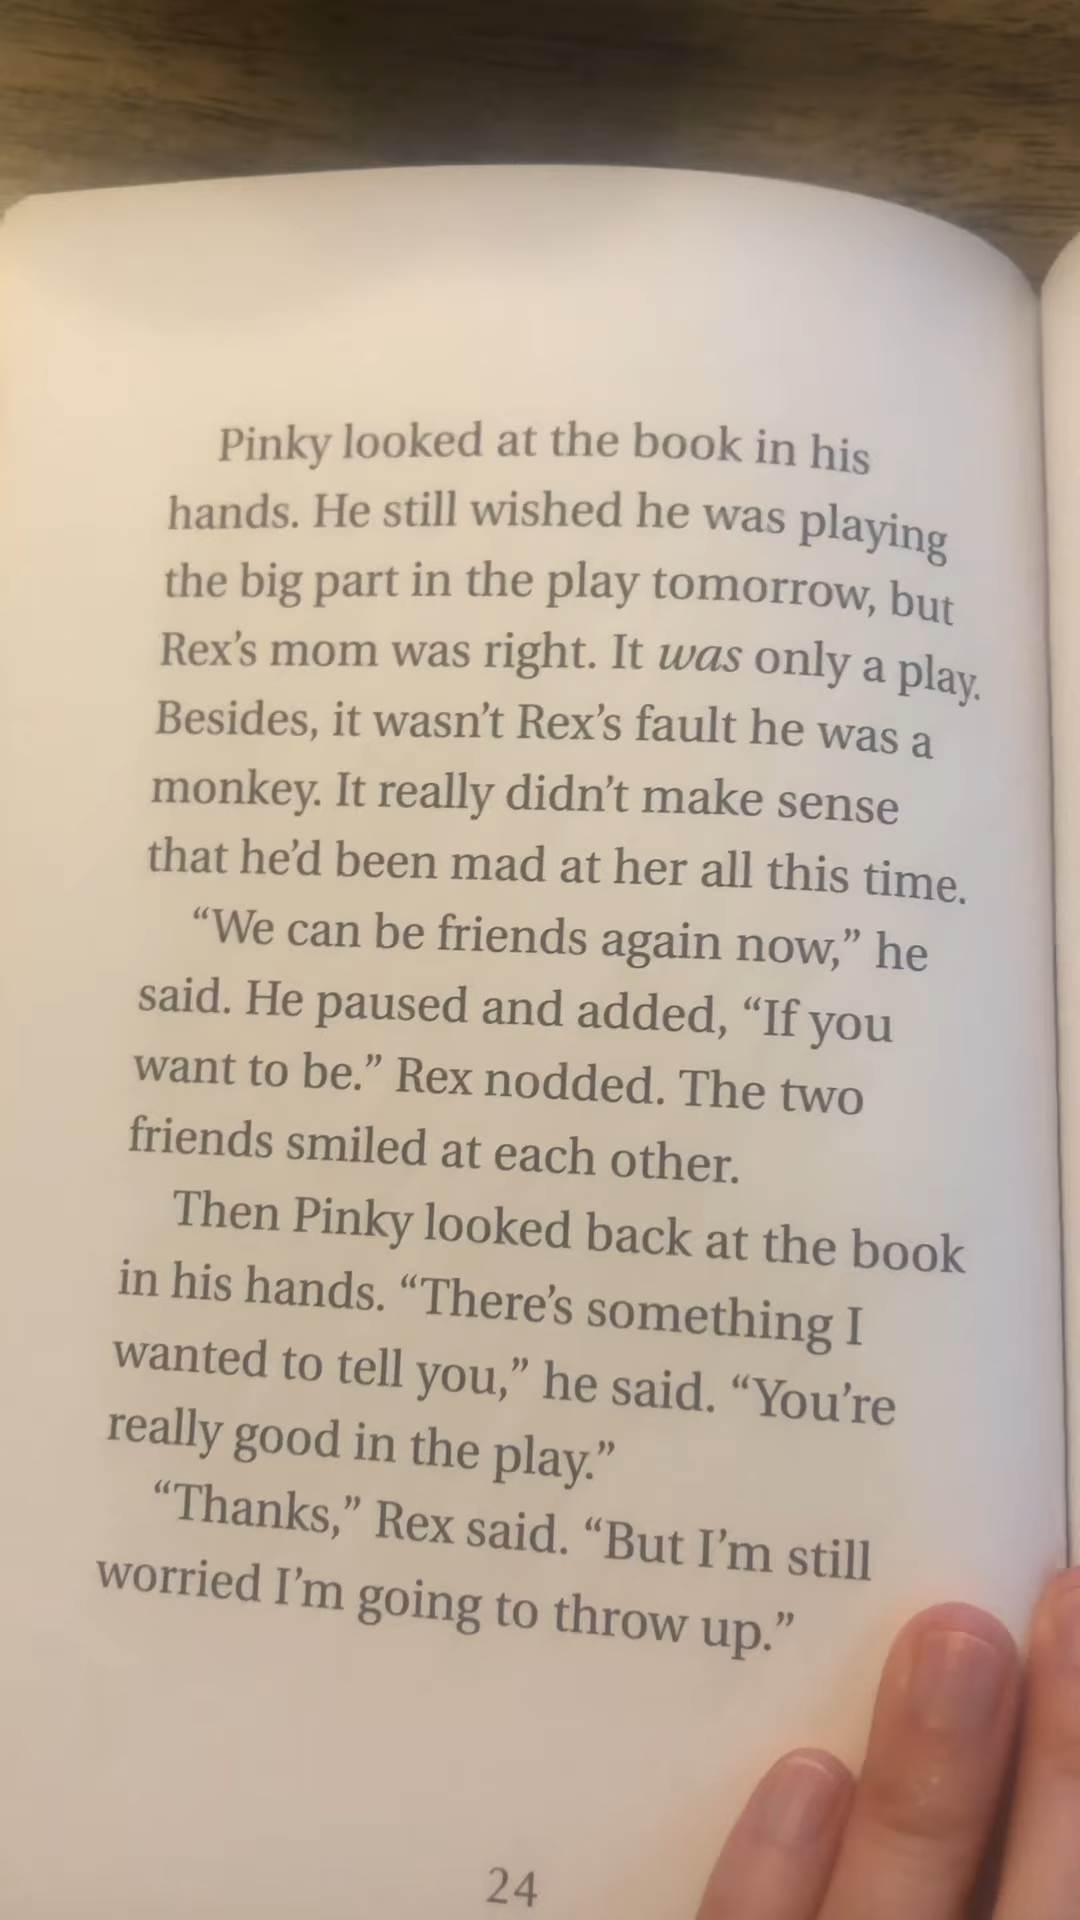 Pinky looked at the book in his
hands. He still wished he was playing
the big part in the play tomorrow, but
Rex’s mom was right. It was only a play.
Besides, it wasn’t Rex’s fault he was a
monkey. It really didn’t make sense
that he’d been mad at her all this time.
“We can be friends again now,” he
said. He paused and added, “If you
want to be.” Rex nodded. The two
friends smiled at each other.
Then Pinky looked back at the book
in his hands. “There’s something I
wanted to tell you,” he said. “You’re
really good in the play.”
“Thanks,” Rex said. “But I’m still
worried I’m going to throw up.”
24